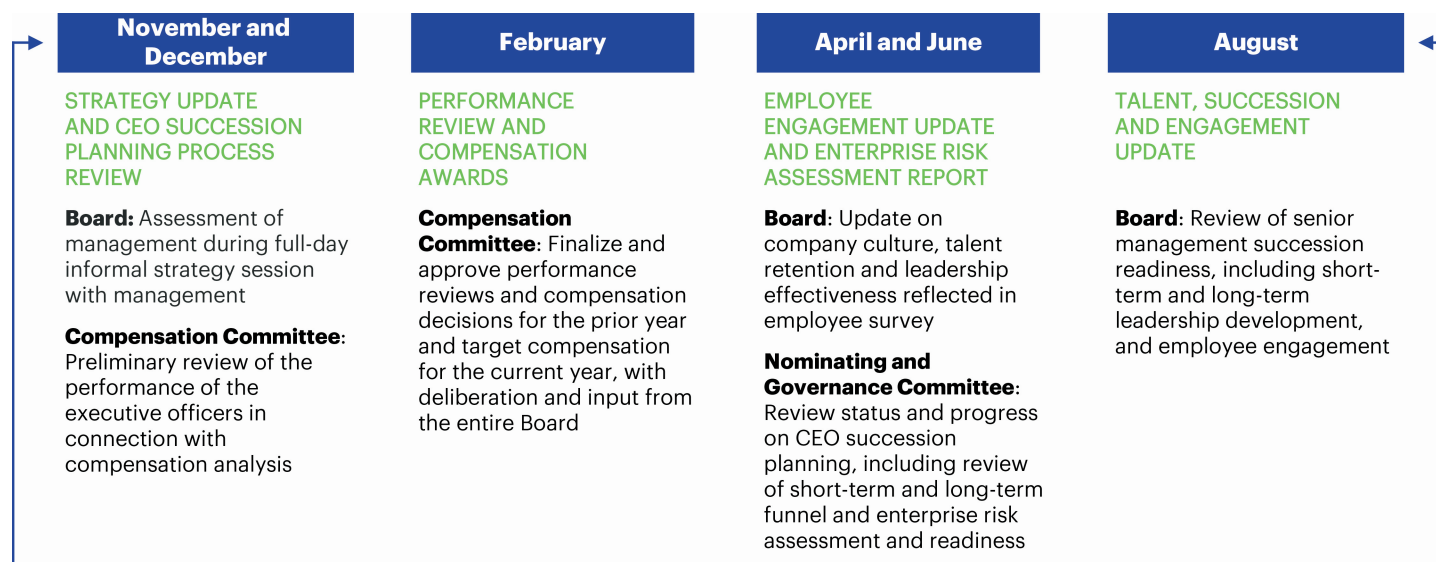 November and
December
STRATEGY UPDATE
AND CEO SUCCESSION
PLANNING PROCESS
REVIEW
Board: Assessment of
management during full-day
informal strategy session
with management
Compensation Committee:
Preliminary review of the
performance of the
executive officers in
connection with
compensation analysis
February
PERFORMANCE
REVIEW AND
COMPENSATION
AWARDS
Compensation
Committee: Finalize and
approve performance
reviews and compensation
decisions for the prior year
and target compensation
for the current year, with
deliberation and input from
the entire Board
April and June
EMPLOYEE
ENGAGEMENT UPDATE
AND ENTERPRISE RISK
ASSESSMENT REPORT
Board: Update on
company culture, talent
retention and leadership
effectiveness reflected in
employee survey
Nominating and
Governance Committee:
Review status and progress
on CEO succession
planning, including review
of short-term and long-term
funnel and enterprise risk
assessment and readiness
August
TALENT, SUCCESSION
AND ENGAGEMENT
UPDATE
Board: Review of senior
management succession
readiness, including short-
term and long-term
leadership development,
and employee engagement